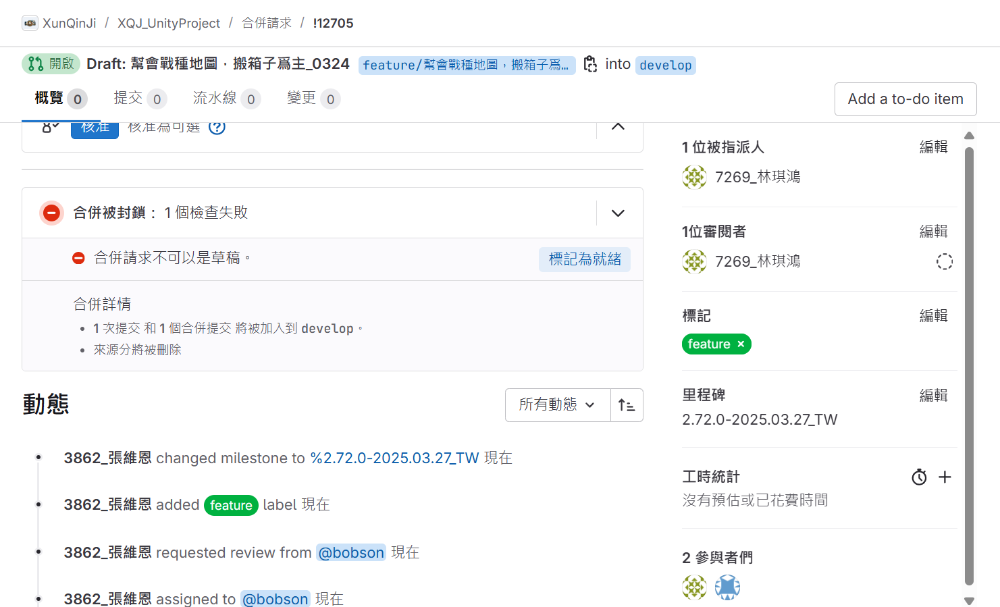 XunQinJi / XQJ_UnityProject / 合併請求 / !12705
開啟 Draft: 幫會戰種地圖，搬箱子爲主_0324 feature/幫會戰種地圖，搬箱子爲… into develop
概覽 0 提交 0 流水線 0 變更 0 Add a to-do item
核准 核准為可選
合併被封鎖： 1 個檢查失敗
合併請求不可以是草稿。 標記為就緒
合併詳情
1 次提交 和 1 個合併提交 將被加入到 develop。
來源分將被刪除
動態 所有動態
3862_張維恩 changed milestone to %2.72.0-2025.03.27_TW 現在
3862_張維恩 added feature label 現在
3862_張維恩 requested review from @bobson 現在
3862_張維恩 assigned to @bobson 現在
1 位被指派人 編輯
7269_林琪鴻
1位審閱者 編輯
7269_林琪鴻
標記 編輯
feature ×
里程碑 編輯
2.72.0-2025.03.27_TW
工時統計
沒有預估或已花費時間
2 參與者們